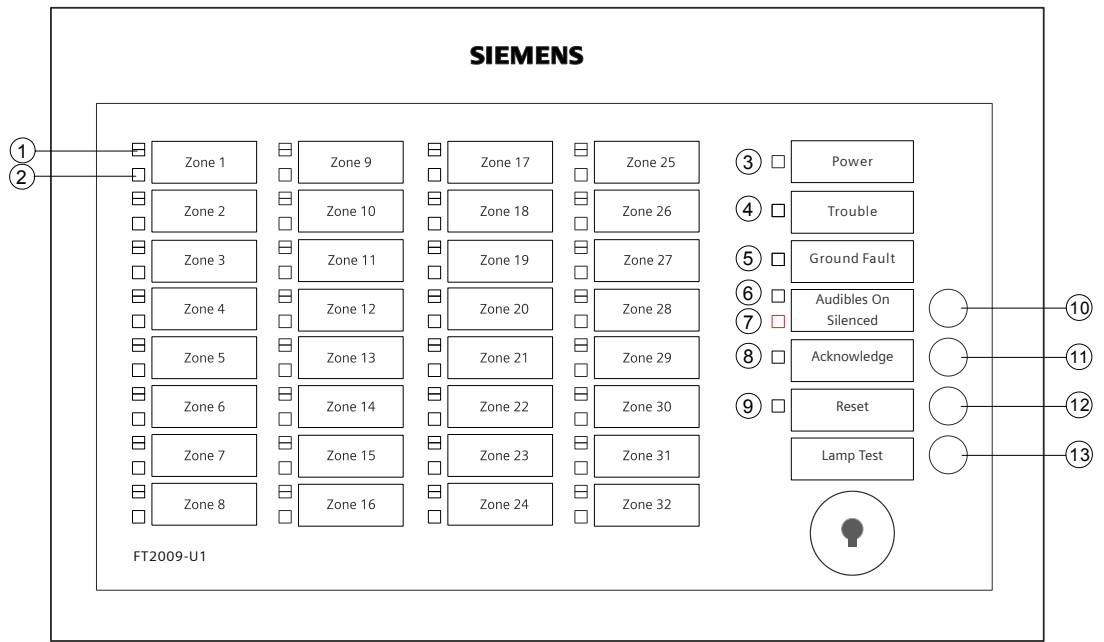 SIEMENS
1
2
Zone 1
Zone 2
Zone 3
Zone 4
Zone 5
Zone 6
Zone 7
Zone 8
Zone 9
Zone 10
Zone 11
Zone 12
Zone 13
Zone 14
Zone 15
Zone 16
Zone 17
Zone 18
Zone 19
Zone 20
Zone 21
Zone 22
Zone 23
Zone 24
Zone 25
Zone 26
Zone 27
Zone 28
Zone 29
Zone 30
Zone 31
Zone 32
3
Power
4
Trouble
5
Ground Fault
6
Audibles On
7
Silenced
10
8
Acknowledge
11
9
Reset
12
Lamp Test
13
FT2009-U1